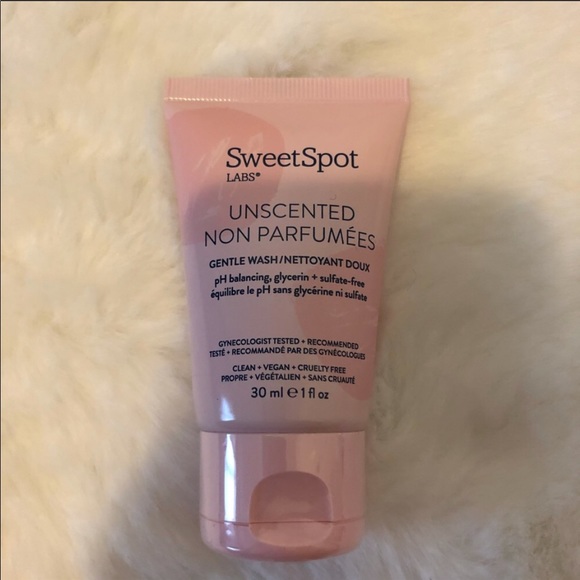 SweetSpot
LABS®
UNSCENTED
NON PARFUMÉES
GENTLE WASH/NETTOYANT DOUX
pH balancing, glycerin + sulfate-free
équilibre le pH sans glycérine ni sulfate
GYNECOLOGIST TESTED + RECOMMENDED
TESTÉ + RECOMMANDÉ PAR DES GYNÉCOLOGUES
CLEAN + VEGAN + CRUELTY FREE
PROPRE + VÉGÉTALIEN + SANS CRUAUTÉ
30 ml ℮ 1 fl oz